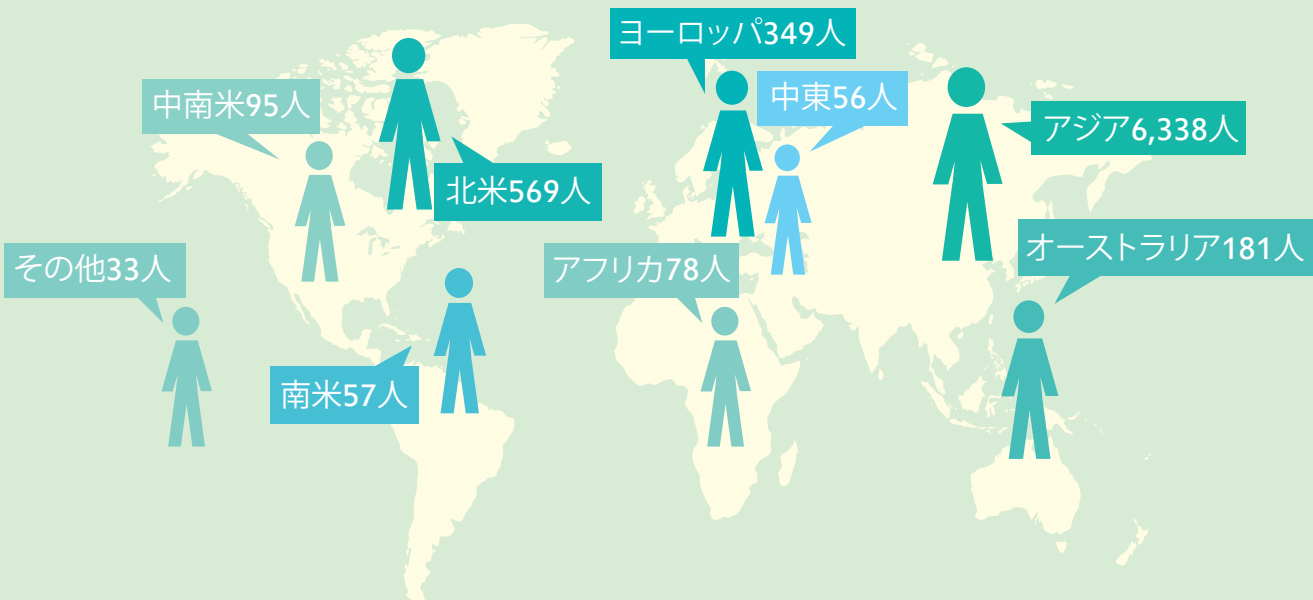 ヨーロッパ349人
中南米95人
中東56人
アジア6,338人
北米569人
オーストラリア181人
その他33人
アフリカ78人
南米57人